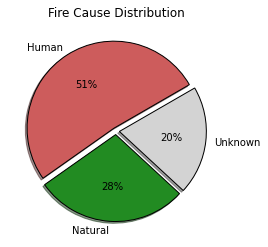 Fire Cause Distribution
Human
51%
20%
Unknown
28%
Natural